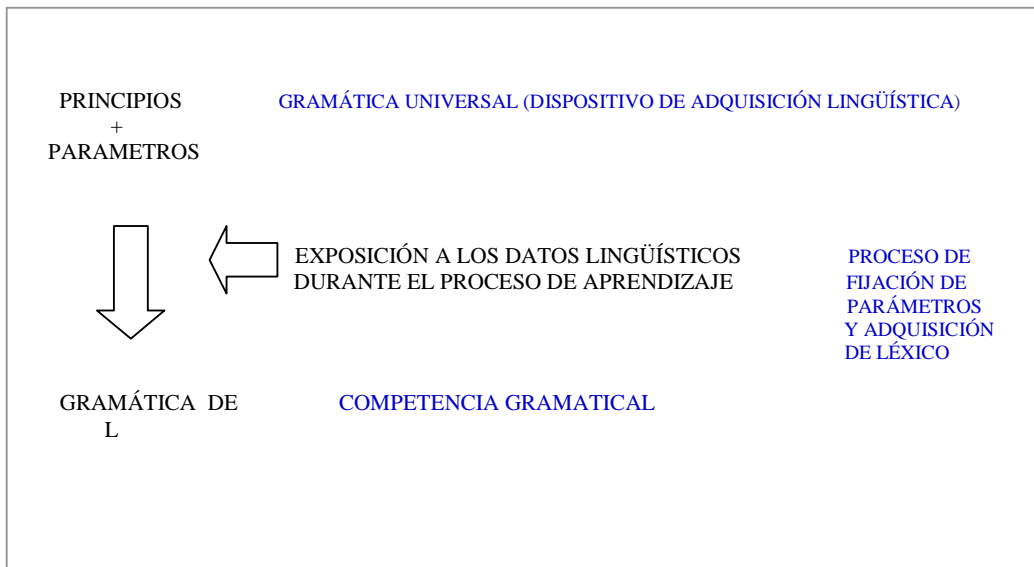 PRINCIPIOS
+
PARAMETROS
GRAMÁTICA UNIVERSAL (DISPOSITIVO DE ADQUISICIÓN LINGÜÍSTICA)
EXPOSICIÓN A LOS DATOS LINGÜÍSTICOS
DURANTE EL PROCESO DE APRENDIZAJE
PROCESO DE
FIJACIÓN DE
PARÁMETROS
Y ADQUISICIÓN
DE LÉXICO
GRAMÁTICA DE
L
COMPETENCIA GRAMATICAL